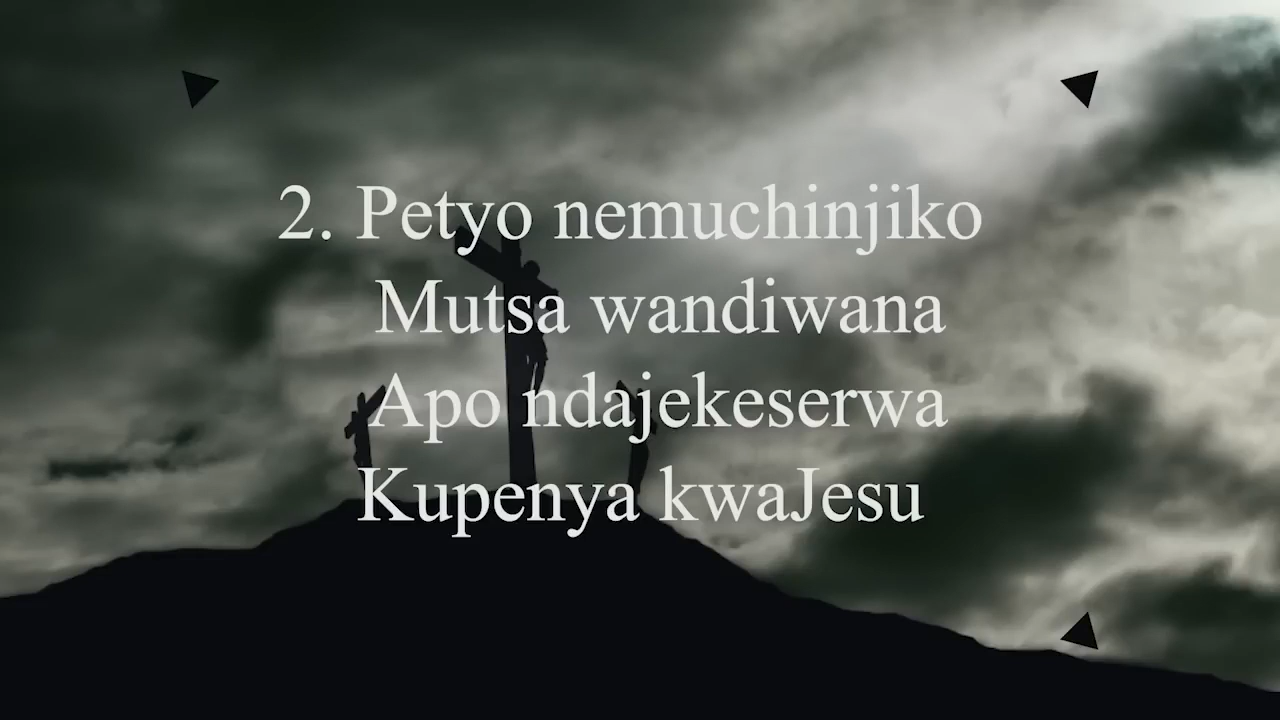 2. Petyo nemuchinjiko
Mutsa wandiwana
Apo ndajekeserwa
Kupenya kwaJesu